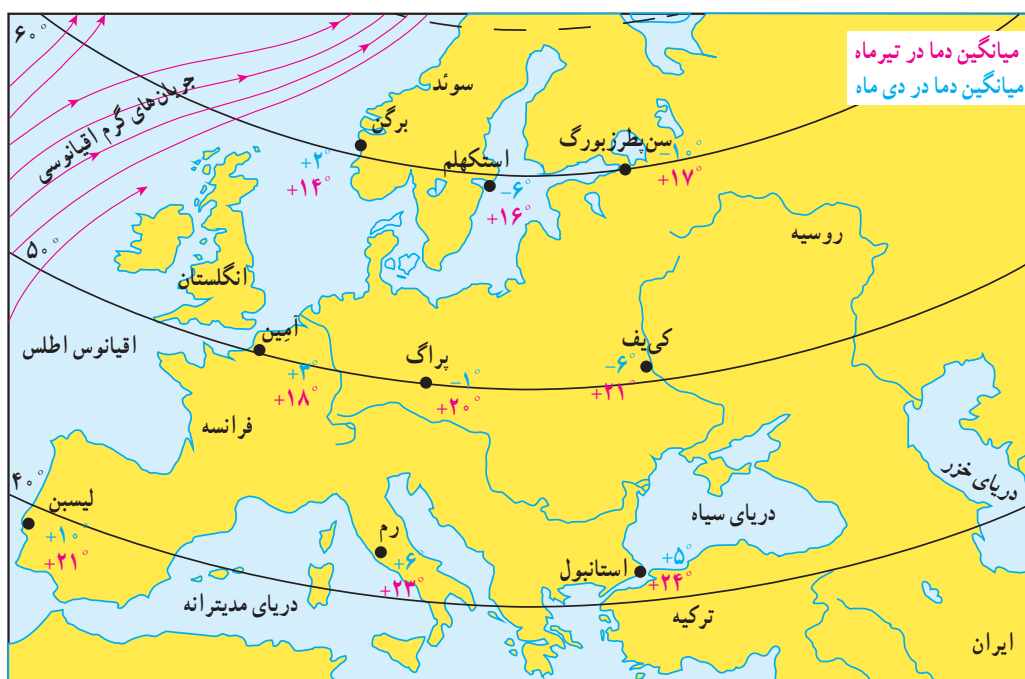 میانگین دما در تیرماه
میانگین دما در دی ماه
۶۰°
جریان‌های گرم اقیانوسی
سوئد
برگن
+۲°
+۱۴°
استکهلم
−۶°
+۱۶°
سن‌پطرزبورگ
−۱۰°
+۱۷°
روسیه
۵۰°
انگلستان
اقیانوس اطلس
آمِین
+۳°
+۱۸°
پراگ
−۱°
+۲۰°
کی‌یف
−۶°
+۲۱°
فرانسه
۴۰°
لیسبن
+۱۰°
+۲۱°
رم
+۶°
+۲۳°
دریای مدیترانه
استانبول
+۵°
+۲۴°
دریای سیاه
دریای خزر
ترکیه
ایران